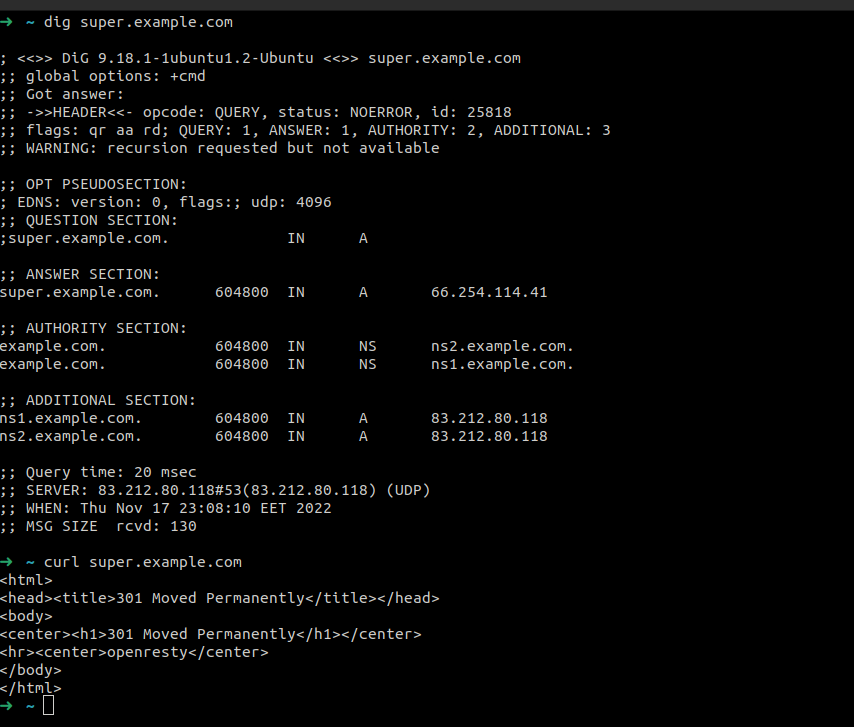 → ~ dig super.example.com
; <<>> DiG 9.18.1-1ubuntu1.2-Ubuntu <<>> super.example.com
;; global options: +cmd
;; Got answer:
;; ->>HEADER<<- opcode: QUERY, status: NOERROR, id: 25818
;; flags: qr aa rd; QUERY: 1, ANSWER: 1, AUTHORITY: 2, ADDITIONAL: 3
;; WARNING: recursion requested but not available
;; OPT PSEUDOSECTION:
; EDNS: version: 0, flags:; udp: 4096
;; QUESTION SECTION:
;super.example.com. IN A
;; ANSWER SECTION:
super.example.com. 604800 IN A 66.254.114.41
;; AUTHORITY SECTION:
example.com. 604800 IN NS ns2.example.com.
example.com. 604800 IN NS ns1.example.com.
;; ADDITIONAL SECTION:
ns1.example.com. 604800 IN A 83.212.80.118
ns2.example.com. 604800 IN A 83.212.80.118
;; Query time: 20 msec
;; SERVER: 83.212.80.118#53(83.212.80.118) (UDP)
;; WHEN: Thu Nov 17 23:08:10 EET 2022
;; MSG SIZE rcvd: 130
→ ~ curl super.example.com
<html>
<head><title>301 Moved Permanently</title></head>
<body>
<center><h1>301 Moved Permanently</h1></center>
<hr><center>openresty</center>
</body>
</html>
→ ~